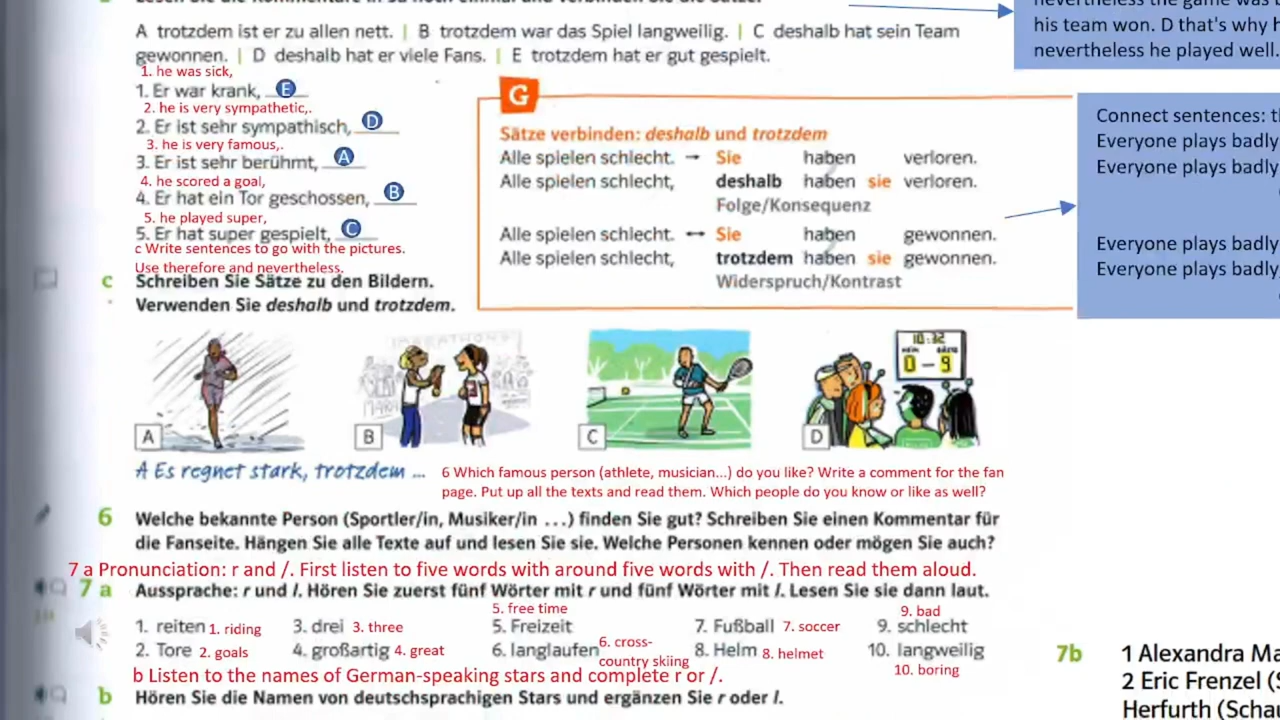 A trotzdem ist er zu allen nett. | B trotzdem war das Spiel langweilig. | C deshalb hat sein Team
gewonnen. | D deshalb hat er viele Fans. | E trotzdem hat er gut gespielt.
1. he was sick,
1. Er war krank, E
2. he is very sympathetic,.
2. Er ist sehr sympathisch, D
3. he is very famous,.
3. Er ist sehr berühmt, A
4. he scored a goal,
4. Er hat ein Tor geschossen, B
5. he played super,
5. Er hat super gespielt, C
c Write sentences to go with the pictures.
Use therefore and nevertheless.
c Schreiben Sie Sätze zu den Bildern.
Verwenden Sie deshalb und trotzdem.
G
Sätze verbinden: deshalb und trotzdem
Alle spielen schlecht. → Sie haben verloren.
Alle spielen schlecht, deshalb haben sie verloren.
Folge/Konsequenz
Alle spielen schlecht. ↔ Sie haben gewonnen.
Alle spielen schlecht, trotzdem haben sie gewonnen.
Widerspruch/Kontrast
nevertheless the game was
his team won. D that's why
nevertheless he played well.
Connect sentences:
Everyone plays badly
Everyone plays badly
Everyone plays badly
Everyone plays badly,
10:32
0 - 9
A
B
C
D
A Es regnet stark, trotzdem ...
6 Which famous person (athlete, musician...) do you like? Write a comment for the fan
page. Put up all the texts and read them. Which people do you know or like as well?
6 Welche bekannte Person (Sportler/in, Musiker/in ...) finden Sie gut? Schreiben Sie einen Kommentar für
die Fanseite. Hängen Sie alle Texte auf und lesen Sie sie. Welche Personen kennen oder mögen Sie auch?
7 a Pronunciation: r and l. First listen to five words with around five words with l. Then read them aloud.
7 a Aussprache: r und l. Hören Sie zuerst fünf Wörter mit r und fünf Wörter mit l. Lesen Sie sie dann laut.
5. free time
9. bad
1. reiten 1. riding 3. drei 3. three 5. Freizeit 7. Fußball 7. soccer 9. schlecht
2. Tore 2. goals 4. großartig 4. great 6. langlaufen 6. cross-
country skiing 8. Helm 8. helmet 10. langweilig
10. boring
b Listen to the names of German-speaking stars and complete r or l.
b Hören Sie die Namen von deutschsprachigen Stars und ergänzen Sie r oder l.
7b 1 Alexandra
2 Eric Frenzel
Herfurth